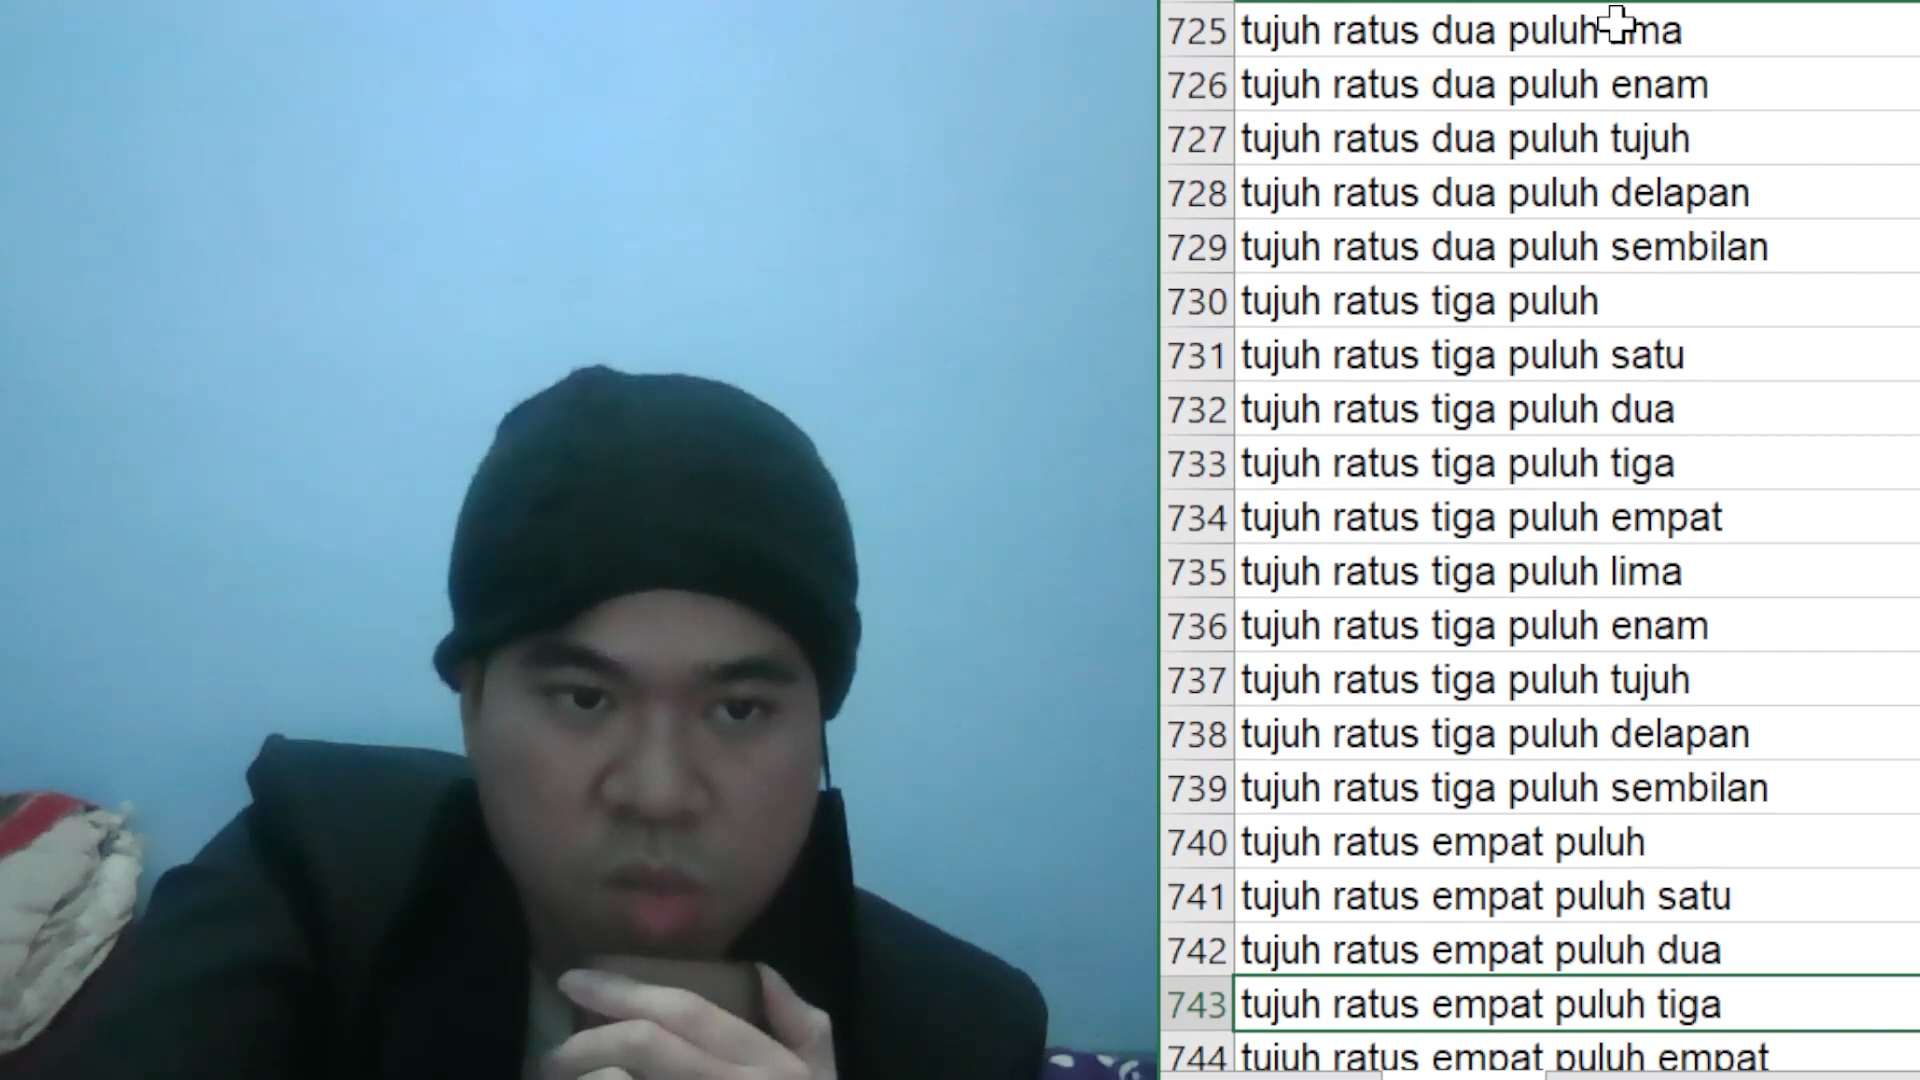 725 tujuh ratus dua puluh
726 tujuh ratus dua puluh enam
727 tujuh ratus dua puluh tujuh
728 tujuh ratus dua puluh delapan
729 tujuh ratus dua puluh sembilan
730 tujuh ratus tiga puluh
731 tujuh ratus tiga puluh satu
732 tujuh ratus tiga puluh dua
733 tujuh ratus tiga puluh tiga
734 tujuh ratus tiga puluh empat
735 tujuh ratus tiga puluh lima
736 tujuh ratus tiga puluh enam
737 tujuh ratus tiga puluh tujuh
738 tujuh ratus tiga puluh delapan
739 tujuh ratus tiga puluh sembilan
740 tujuh ratus empat puluh
741 tujuh ratus empat puluh satu
742 tujuh ratus empat puluh dua
743 tujuh ratus empat puluh tiga
744 tujuh ratus empat puluh empat